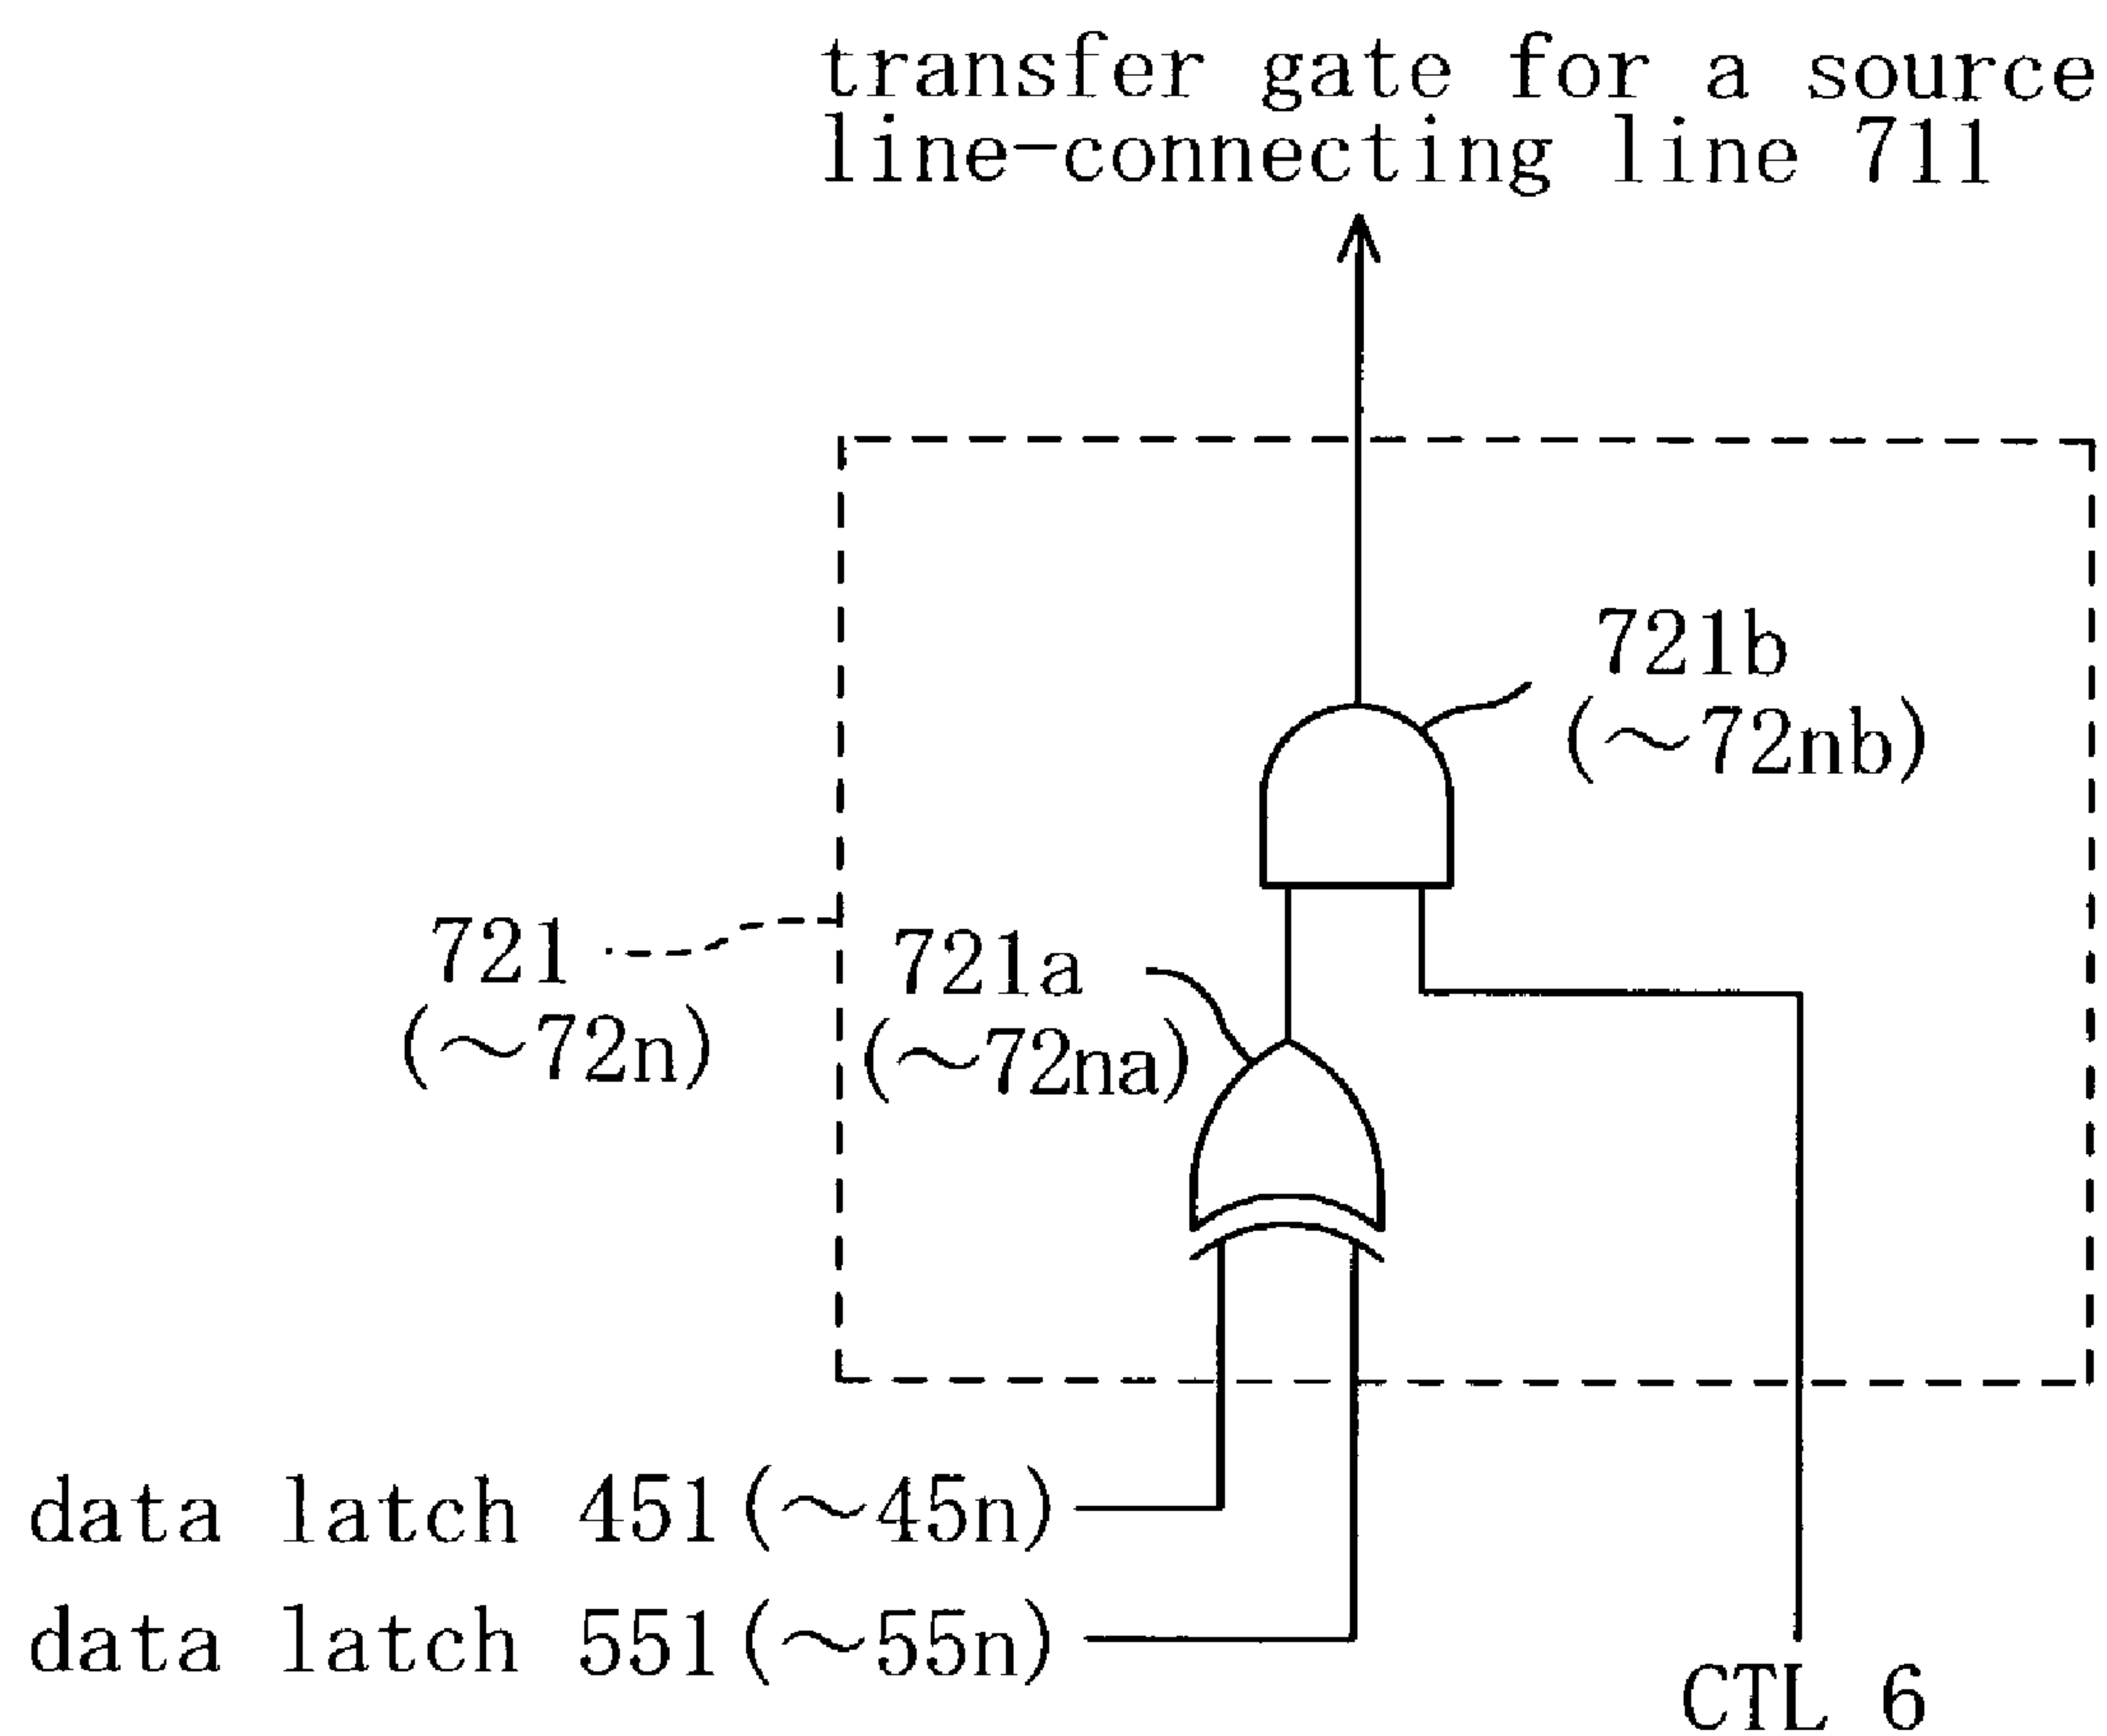 transfer gate for a source
line-connecting line 711
721b
(～72nb)
721
(～72n)
721a
(～72na)
data latch 451(～45n)
data latch 551(～55n)
CTL 6